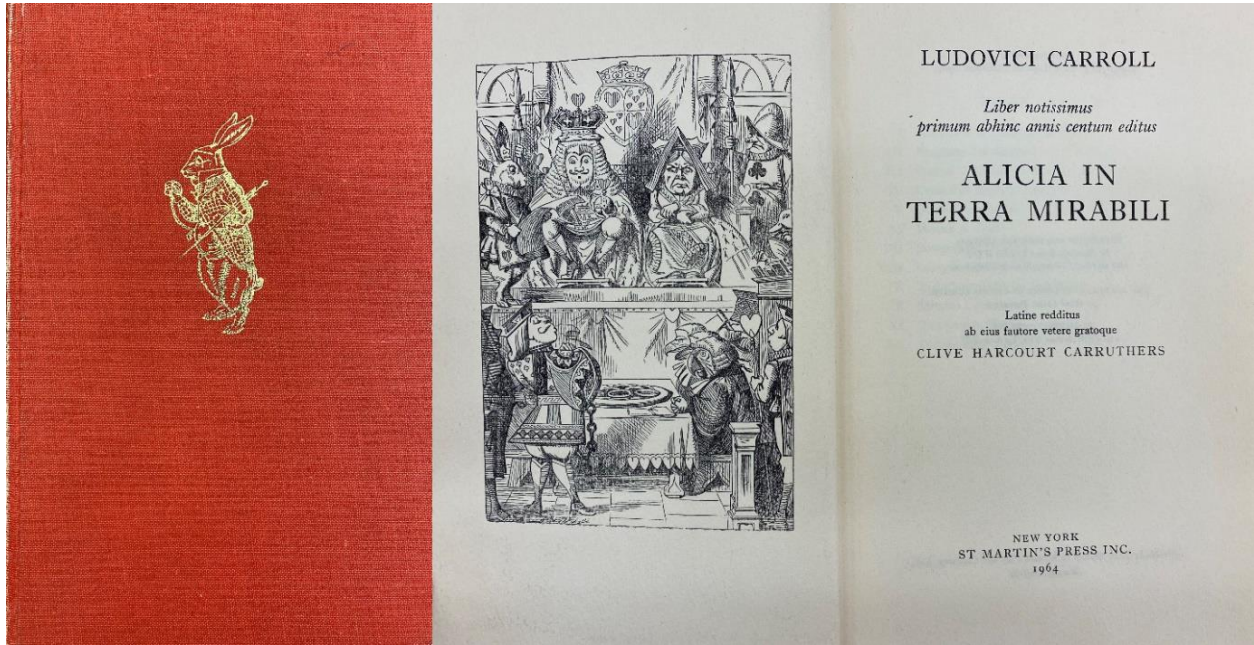 LUDOVICI CARROLL
Liber notissimus
primum abhinc annis centum editus
ALICIA IN
TERRA MIRABILI
Latine redditus
ab eius fautore vetere gratoque
CLIVE HARCOURT CARRUTHERS
NEW YORK
ST MARTIN'S PRESS INC.
1964